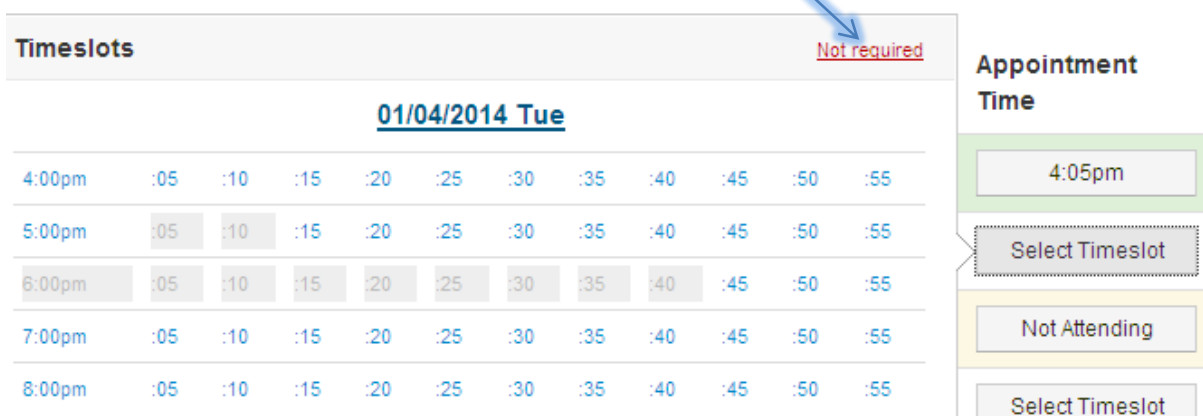 Timeslots
Not required
01/04/2014 Tue
4:00pm :05 :10 :15 :20 :25 :30 :35 :40 :45 :50 :55
5:00pm :05 :10 :15 :20 :25 :30 :35 :40 :45 :50 :55
6:00pm :05 :10 :15 :20 :25 :30 :35 :40 :45 :50 :55
7:00pm :05 :10 :15 :20 :25 :30 :35 :40 :45 :50 :55
8:00pm :05 :10 :15 :20 :25 :30 :35 :40 :45 :50 :55
Appointment
Time
4:05pm
Select Timeslot
Not Attending
Select Timeslot